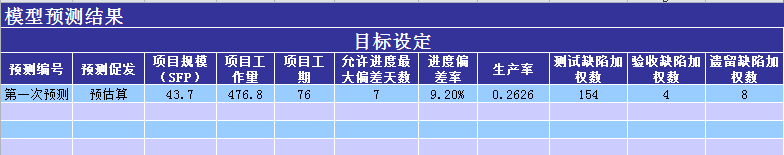 模型预测结果
目标设定
预测编号 预测促发 项目规模（SFP） 项目工作量 项目工期 允许进度最大偏差天数 进度偏差率 生产率 测试缺陷加权数 验收缺陷加权数 遗留缺陷加权数
第一次预测 预估算 43.7 476.8 76 7 9.20% 0.2626 154 4 8